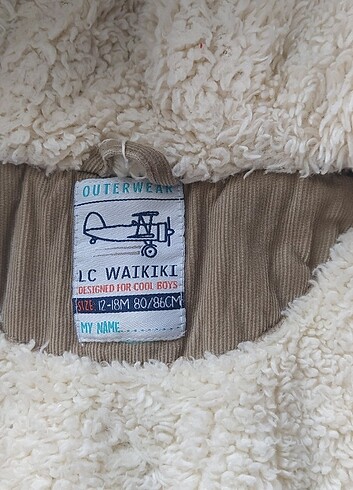 OUTERWEAR
LC WAIKIKI
DESIGNED FOR COOL BOYS
SIZE: 12-18M 80/86CM
MY NAME...........